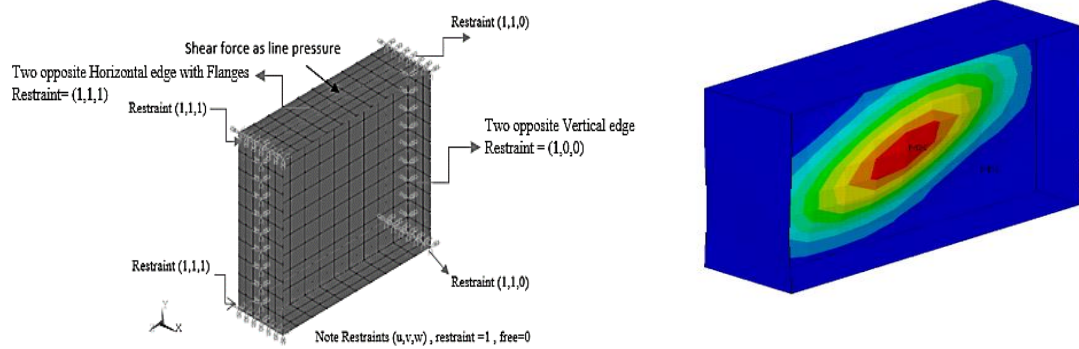 Restraint (1,1,0)
Shear force as line pressure
Two opposite Horizontal edge with Flanges
Restraint= (1,1,1)
Restraint (1,1,1)
Two opposite Vertical edge
Restraint = (1,0,0)
Restraint (1,1,1)
Restraint (1,1,0)
Y
X
Note Restraints (u,v,w) , restraint =1 , free=0